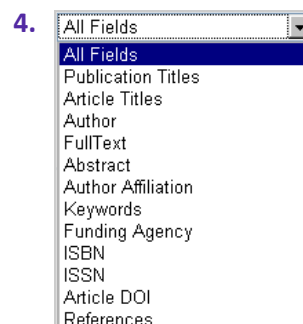 4. All Fields
All Fields
Publication Titles
Article Titles
Author
FullText
Abstract
Author Affiliation
Keywords
Funding Agency
ISBN
ISSN
Article DOI
References